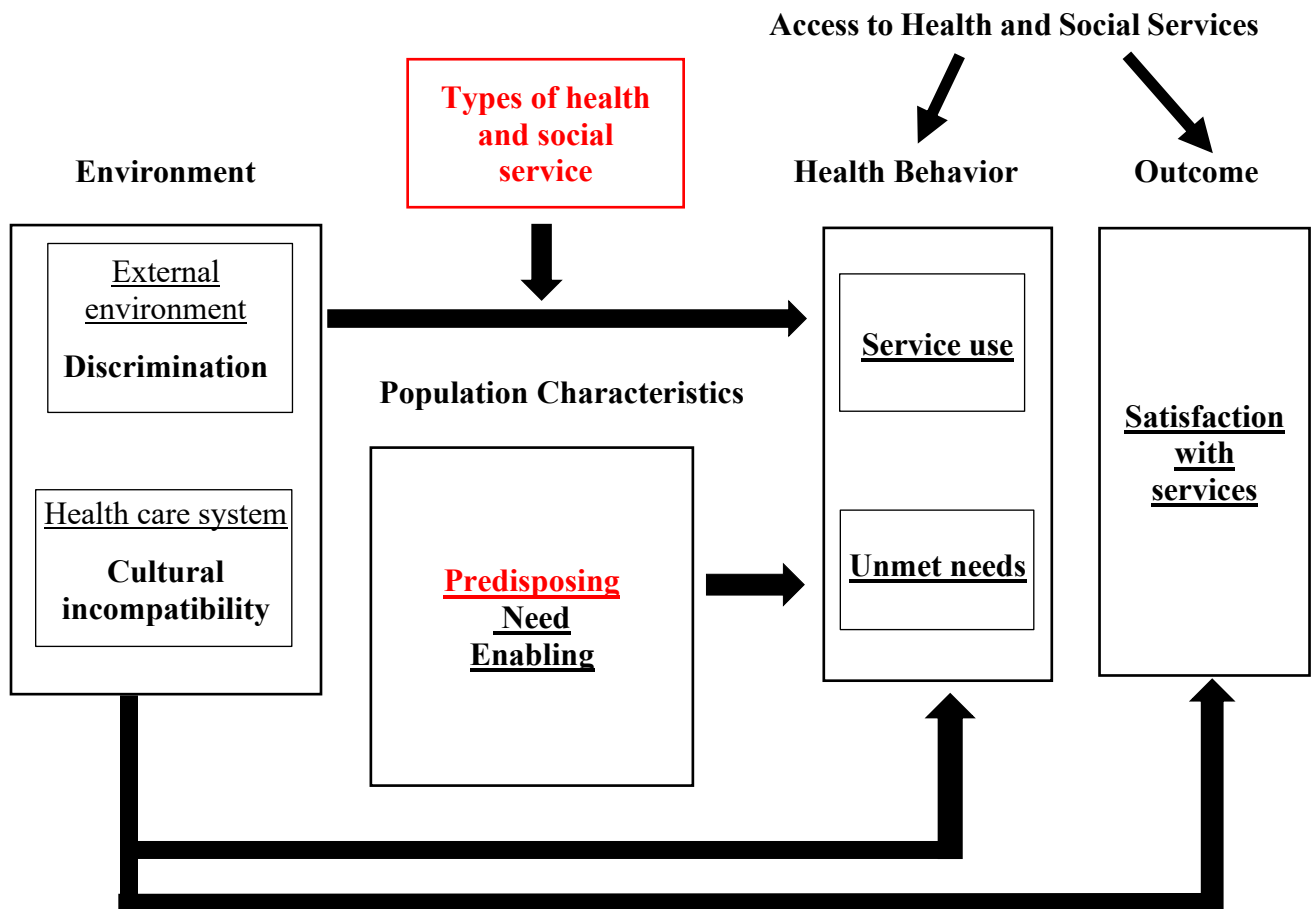 Access to Health and Social Services
Types of health
and social
service
Environment
Health Behavior
Outcome
External
environment
Discrimination
Service use
Population Characteristics
Satisfaction
with
services
Health care system
Cultural
incompatibility
Predisposing
Need
Enabling
Unmet needs